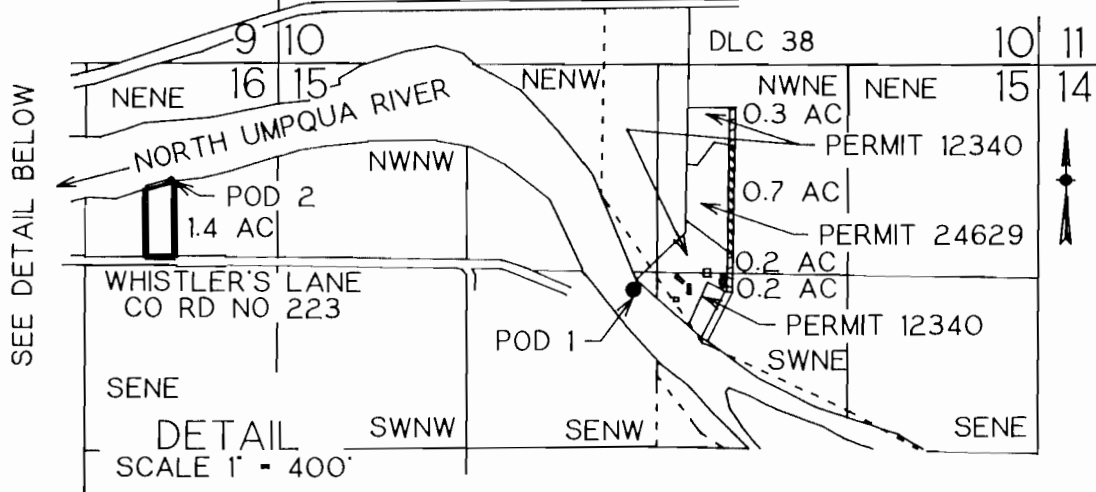 9 10
DLC 38
10 11
16 15
15 14
NENE
NENW
NWNE
NENE
NORTH UMPQUA RIVER
0.3 AC
PERMIT 12340
NWNW
POD 2
1.4 AC
0.7 AC
PERMIT 24629
0.2 AC
WHISTLER'S LANE
CO RD NO 223
0.2 AC
PERMIT 12340
POD 1
SWNE
SENE
SWNW
SENW
SENE
DETAIL
SCALE 1" = 400'
SEE DETAIL BELOW